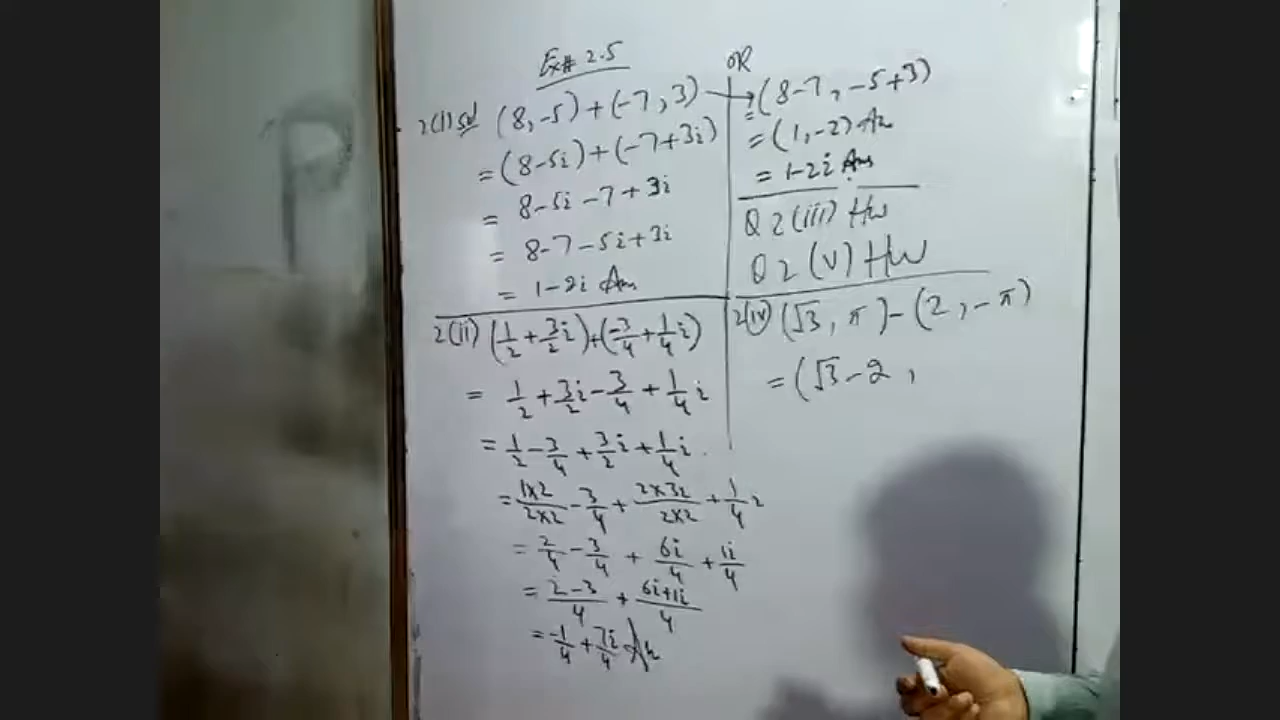 Ex# 2.5
2(i) Sol (8, -5) + (-7, 3)
= (8-5i) + (-7+3i)
= 8-5i -7 + 3i
= 8-7 -5i +3i
= 1-2i Ans
2(ii) (1/2 + 3/2 i) + (-3/4 + 1/4 i)
= 1/2 + 3i/2 - 3/4 + 1/4 i
= 1/2 - 3/4 + 3/2 i + 1/4 i
= 1×2/2×2 - 3/4 + 2×3i/2×2 + 1/4 i
= 2/4 - 3/4 + 6i/4 + 1i/4
= 2-3/4 + 6i+1i/4
= -1/4 + 7i/4 Ans
OR
= (8-7, -5+3)
= (1, -2) Ans
= 1-2i Ans
Q 2 (iii) Hw
Q 2 (v) Hw
2(iv) (√3, π) - (2, -π)
= (√3 - 2,